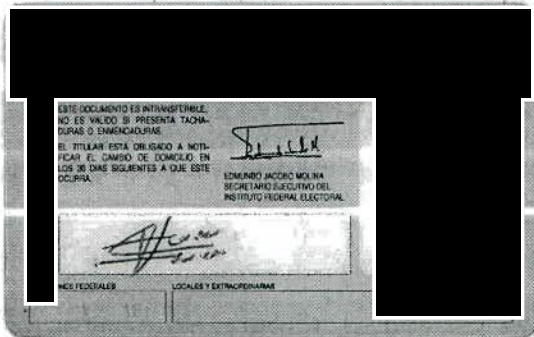 ESTE DOCUMENTO ES INTRANSFERIBLE,
NO ES VALIDO SI PRESENTA TACHA-
DURAS O ENMENDADURAS.
EL TITULAR ESTÁ OBLIGADO A NOTI-
FICAR EL CAMBIO DE DOMICILIO EN
LOS 30 DIAS SIGUIENTES A QUE ESTE
OCURRA.
EDMUNDO JACOBO MOLINA
SECRETARIO EJECUTIVO DEL
INSTITUTO FEDERAL ELECTORAL
NES FEDERALES
LOCALES Y EXTRAORDINARIAS